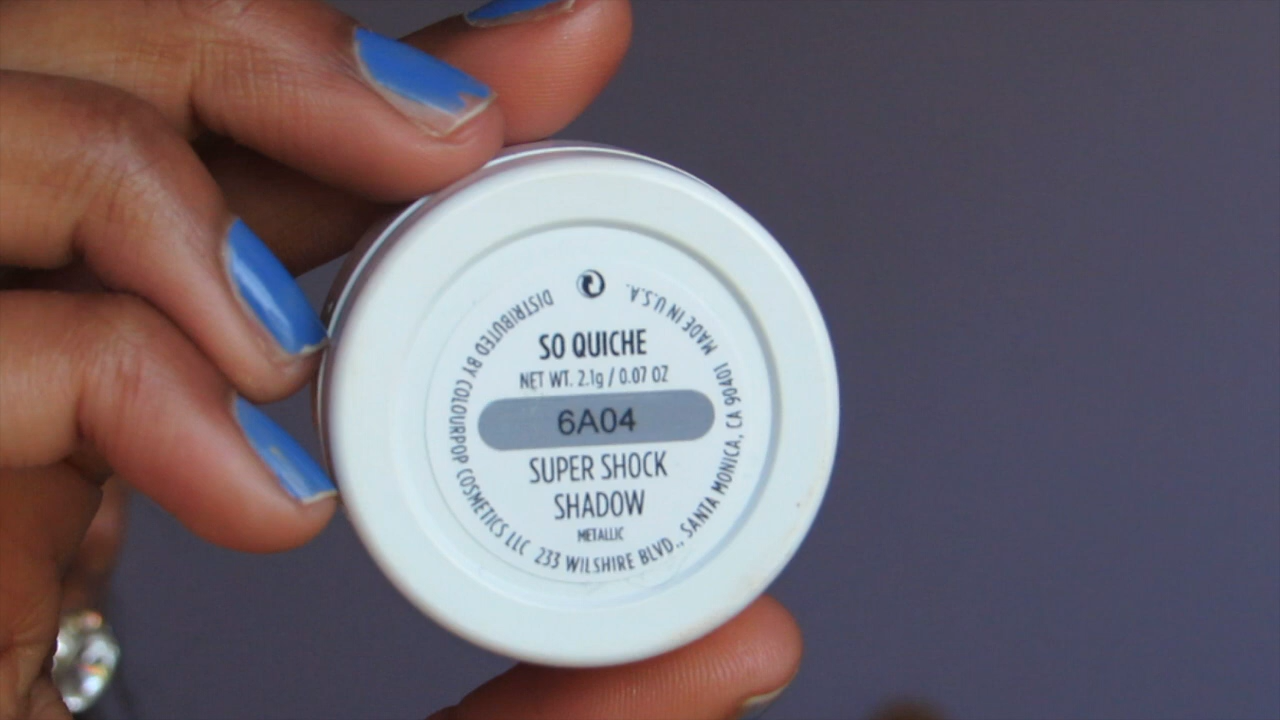 SO QUICHE
NET WT. 2.1g / 0.07 OZ
6A04
SUPER SHOCK
SHADOW
METALLIC
DISTRIBUTED BY COLOURPOP COSMETICS LLC 233 WILSHIRE BLVD., SANTA MONICA, CA 90401 MADE IN U.S.A.